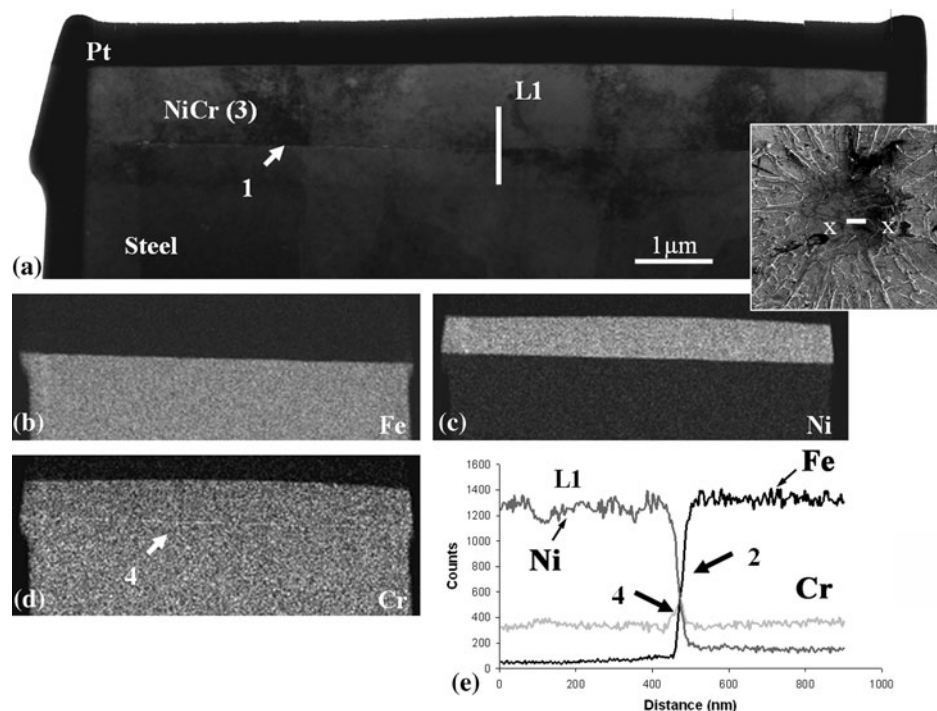 Pt
L1
NiCr (3)
1
Steel
1μm
(a)
x x
(b) Fe
(c) Ni
4
(d) Cr
1600
1400
1200
1000
800
600
400
200
0
Counts
L1
Fe
Ni
2
4
Cr
0 200 400 600 800 1000
(e) Distance (nm)